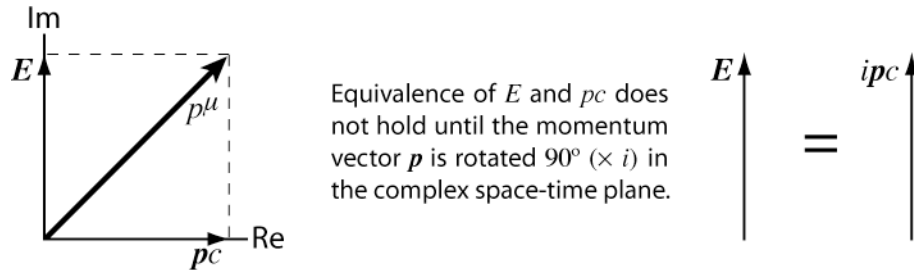 Im
E
p^μ
pc
Re
Equivalence of E and pc does
not hold until the momentum
vector p is rotated 90º (× i) in
the complex space-time plane.
E = ipc